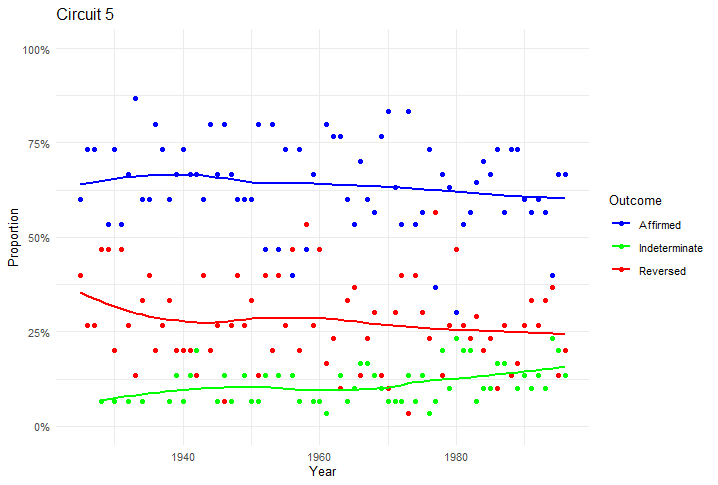 Circuit 5
100%
75%
50%
25%
0%
Proportion
1940
1960
1980
Year
Outcome
Affirmed
Indeterminate
Reversed